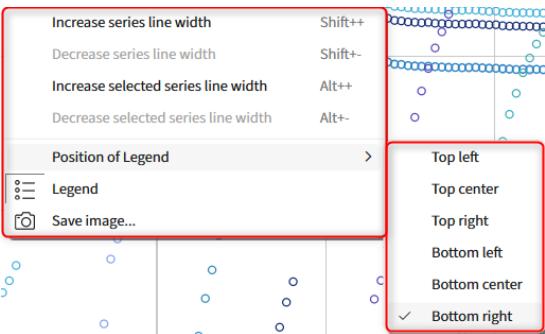 Increase series line width Shift++
Decrease series line width Shift+-
Increase selected series line width Alt++
Decrease selected series line width Alt+-
Position of Legend
Legend
Save image...
Top left
Top center
Top right
Bottom left
Bottom center
Bottom right